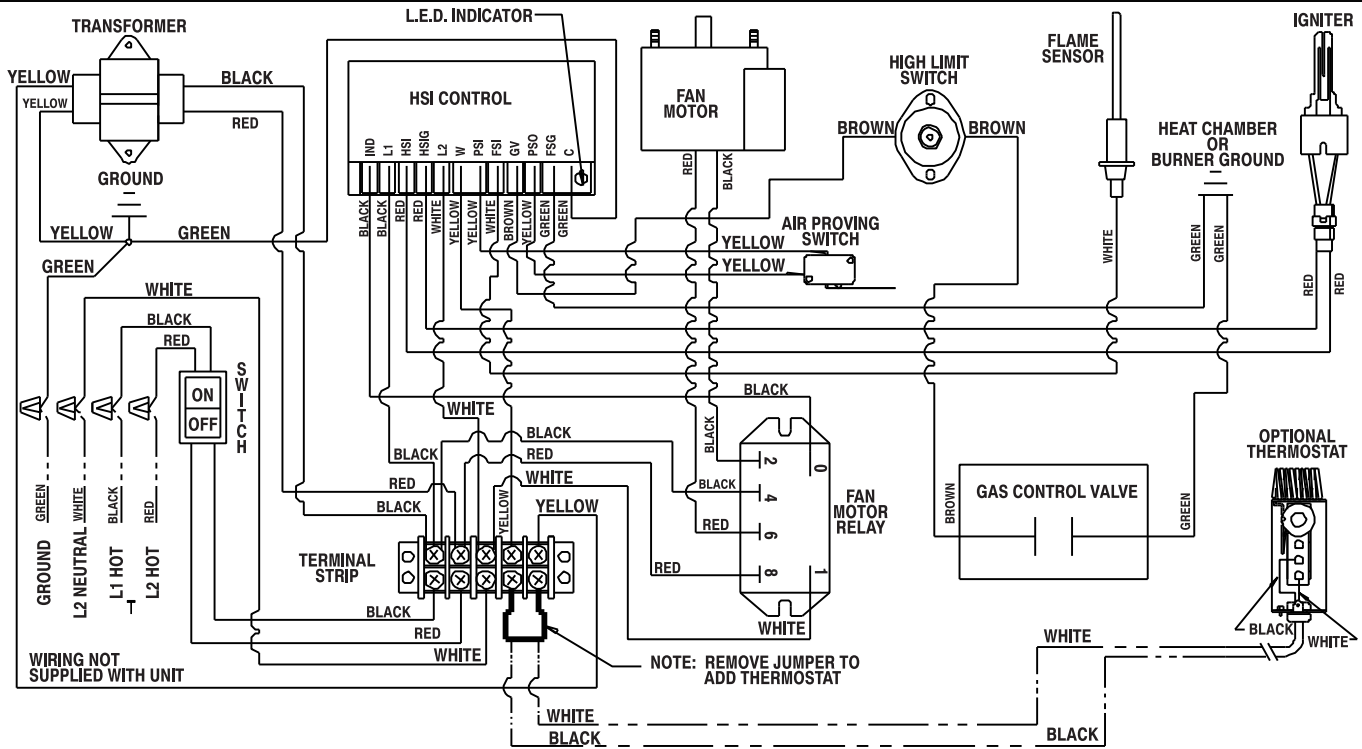 TRANSFORMER
YELLOW
YELLOW
BLACK
RED
GROUND
YELLOW
GREEN
GREEN
WHITE
BLACK
RED
SWITCH
ON
OFF
GREEN
WHITE
BLACK
RED
GROUND
L2 NEUTRAL
L1 HOT
L2 HOT
T
WIRING NOT
SUPPLIED WITH UNIT
L.E.D. INDICATOR
HSI CONTROL
IND
L1
HSI
HSIG
L2
W
PSI
FSI
GV
PSO
FSG
C
BLACK
BLACK
RED
RED
WHITE
YELLOW
YELLOW
WHITE
BROWN
YELLOW
GREEN
GREEN
FAN
MOTOR
RED
BLACK
HIGH LIMIT
SWITCH
BROWN
BROWN
AIR PROVING
SWITCH
YELLOW
YELLOW
FLAME
SENSOR
WHITE
HEAT CHAMBER
OR
BURNER GROUND
GREEN
GREEN
IGNITER
RED
RED
BLACK
WHITE
BLACK
BLACK
BLACK
RED
RED
WHITE
YELLOW
YELLOW
BLACK
BLACK
RED
RED
2
4
6
8
0
1
FAN
MOTOR
RELAY
WHITE
TERMINAL
STRIP
BLACK
RED
WHITE
NOTE: REMOVE JUMPER TO
ADD THERMOSTAT
BROWN
GAS CONTROL VALVE
GREEN
OPTIONAL
THERMOSTAT
BLACK
WHITE
WHITE
WHITE
BLACK
BLACK